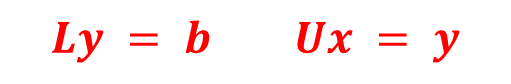 Ly = b Ux = y